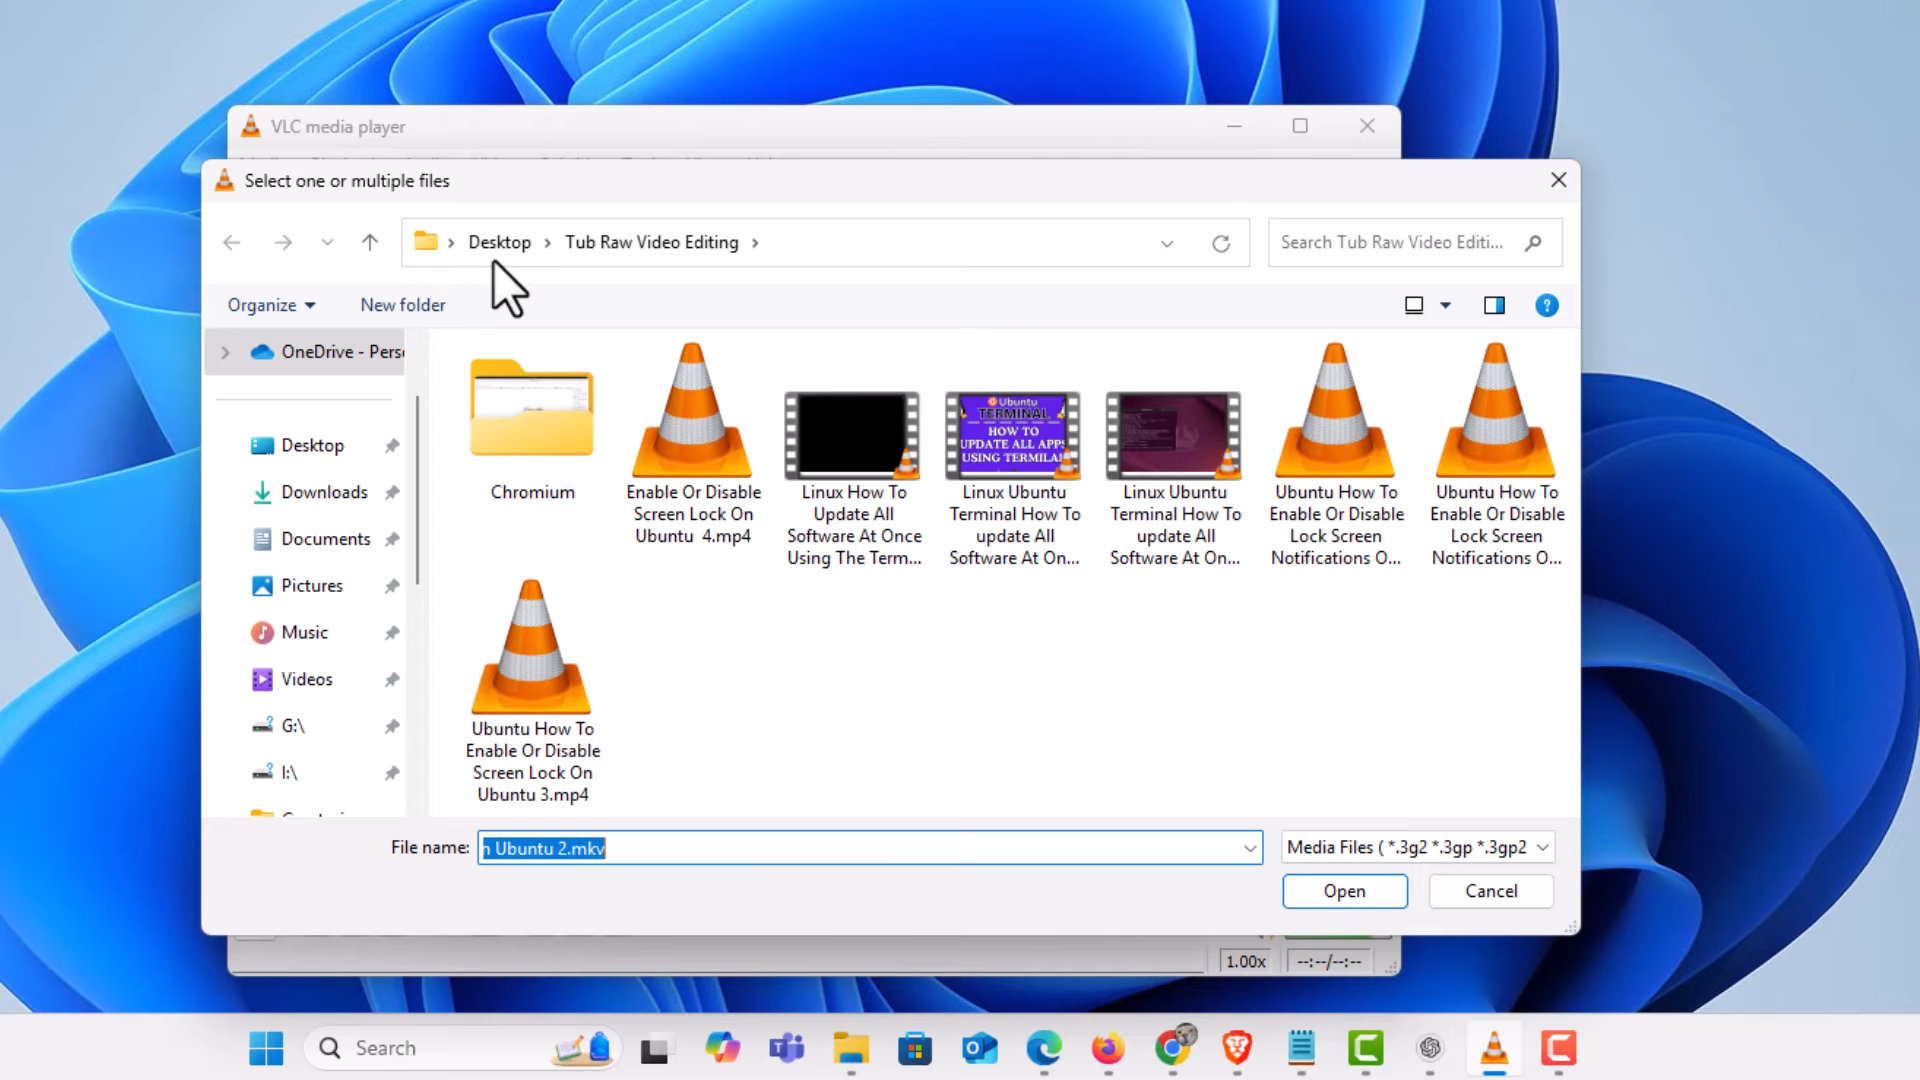 VLC media player
Select one or multiple files
Desktop
Tub Raw Video Editing
Search Tub Raw Video Editi...
Organize
New folder
OneDrive - Pers
Desktop
Downloads
Documents
Pictures
Music
Videos
G:\
I:\
Chromium
Enable Or Disable
Screen Lock On
Ubuntu 4.mp4
Linux How To
Update All
Software At Once
Using The Term...
Ubuntu
TERMINAL
HOW TO
UPDATE ALL APPS
USING TERMILAL
Linux Ubuntu
Terminal How To
update All
Software At On...
Linux Ubuntu
Terminal How To
update All
Software At On...
Ubuntu How To
Enable Or Disable
Lock Screen
Notifications O...
Ubuntu How To
Enable Or Disable
Lock Screen
Notifications O...
Ubuntu How To
Enable Or Disable
Screen Lock On
Ubuntu 3.mp4
File name:
n Ubuntu 2.mkv
Media Files ( *.3g2 *.3gp *.3gp2
Open
Cancel
1.00x
--:--/--:--
Search